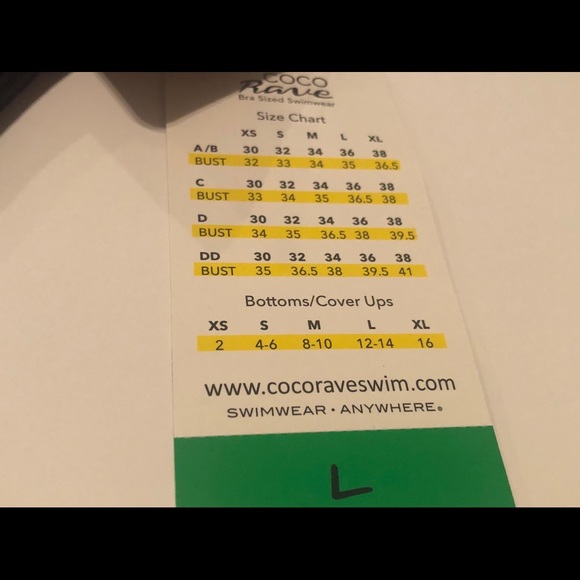 COCO
Rave
Bra Sized Swimwear
Size Chart
XS S M L XL
A/B 30 32 34 36 38
BUST 32 33 34 35 36.5
C 30 32 34 36 38
BUST 33 34 35 36.5 38
D 30 32 34 36 38
BUST 34 35 36.5 38 39.5
DD 30 32 34 36 38
BUST 35 36.5 38 39.5 41
Bottoms/Cover Ups
XS S M L XL
2 4-6 8-10 12-14 16
www.cocoraveswim.com
SWIMWEAR · ANYWHERE®
L